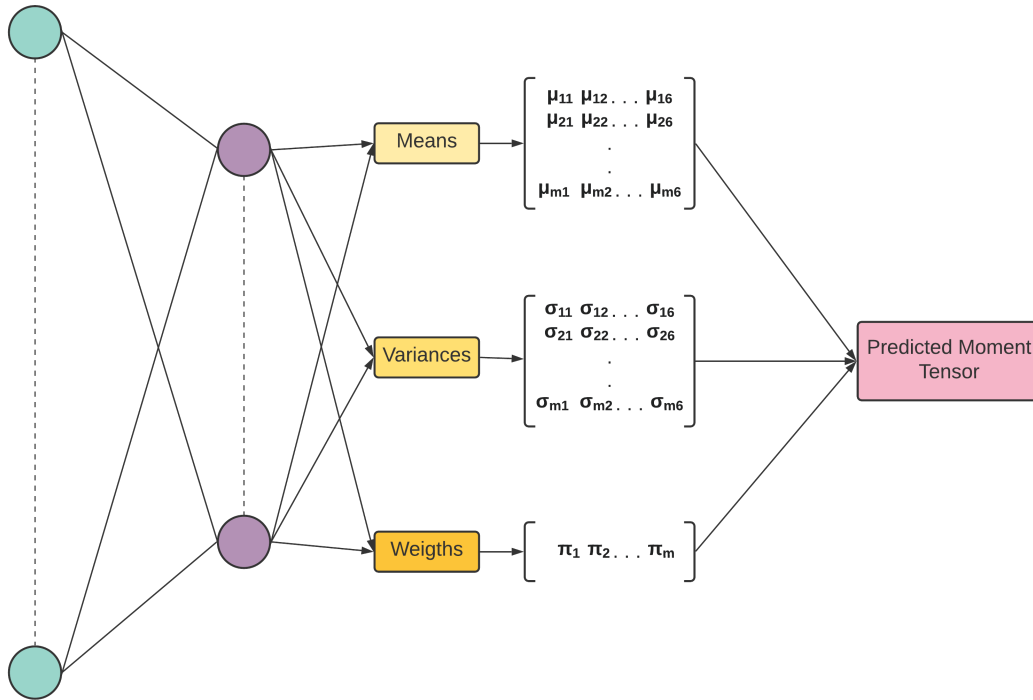 Means
μ11 μ12 . . . μ16
μ21 μ22 . . . μ26
.
.
μm1 μm2 . . . μm6
Variances
σ11 σ12 . . . σ16
σ21 σ22 . . . σ26
.
.
σm1 σm2 . . . σm6
Weigths
π1 π2 . . . πm
Predicted Moment
Tensor